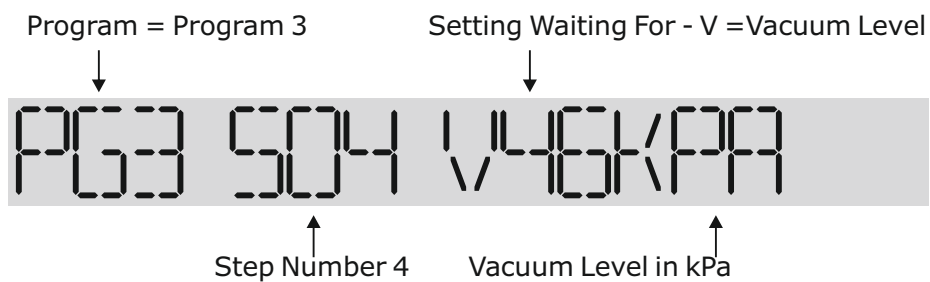 Program = Program 3 Setting Waiting For - V =Vacuum Level
PG3 S04 V46KPA
Step Number 4 Vacuum Level in kPa